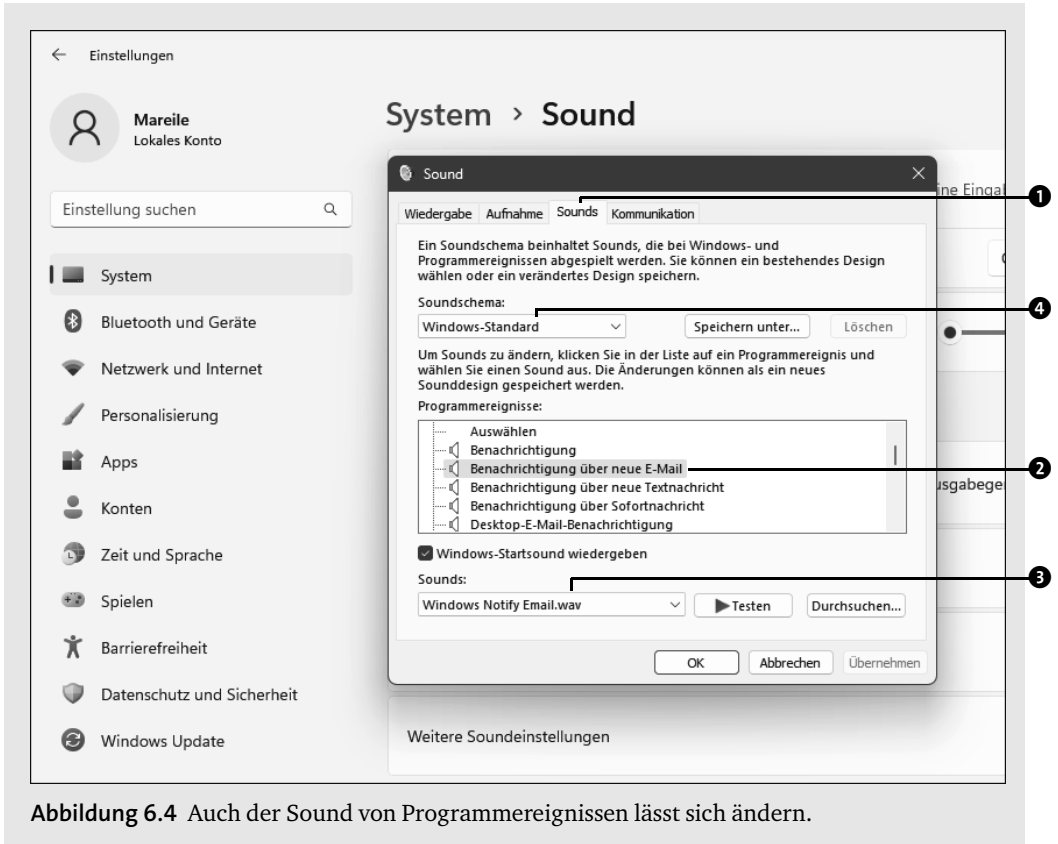 Einstellungen
Mareile
Lokales Konto
Einstellung suchen
System
Bluetooth und Geräte
Netzwerk und Internet
Personalisierung
Apps
Konten
Zeit und Sprache
Spielen
Barrierefreiheit
Datenschutz und Sicherheit
Windows Update
System > Sound
Sound
Wiedergabe Aufnahme Sounds Kommunikation
1
Ein Soundschema beinhaltet Sounds, die bei Windows- und
Programmereignissen abgespielt werden. Sie können ein bestehendes Design
wählen oder ein verändertes Design speichern.
Soundschema:
4
Windows-Standard Speichern unter... Löschen
Um Sounds zu ändern, klicken Sie in der Liste auf ein Programmereignis und
wählen Sie einen Sound aus. Die Änderungen können als ein neues
Sounddesign gespeichert werden.
Programmereignisse:
Auswählen
Benachrichtigung
Benachrichtigung über neue E-Mail
2
Benachrichtigung über neue Textnachricht
Benachrichtigung über Sofortnachricht
Desktop-E-Mail-Benachrichtigung
Windows-Startsound wiedergeben
Sounds:
3
Windows Notify Email.wav Testen Durchsuchen...
OK Abbrechen Übernehmen
Weitere Soundeinstellungen
Abbildung 6.4 Auch der Sound von Programmereignissen lässt sich ändern.